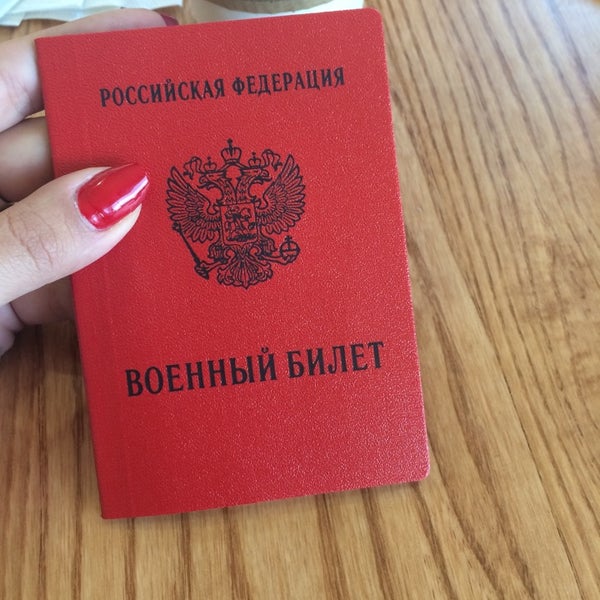 РОССИЙСКАЯ ФЕДЕРАЦИЯ
ВОЕННЫЙ БИЛЕТ